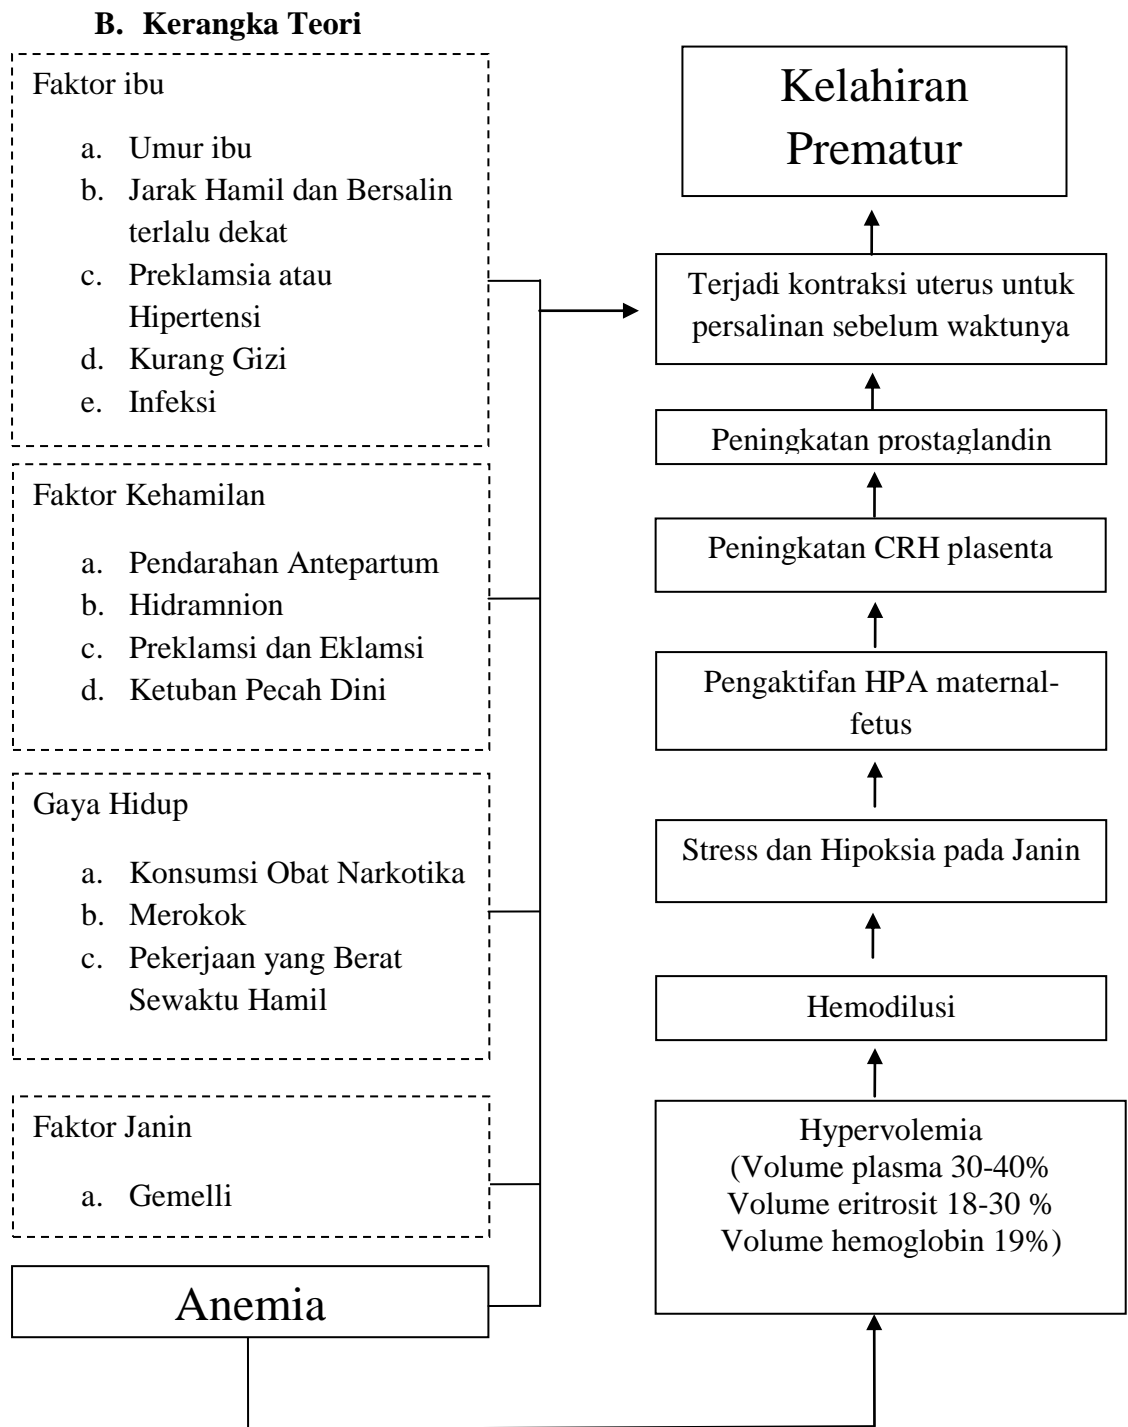 B. Kerangka Teori
Faktor ibu
a. Umur ibu
b. Jarak Hamil dan Bersalin
terlalu dekat
c. Preklamsia atau
Hipertensi
d. Kurang Gizi
e. Infeksi
Faktor Kehamilan
a. Pendarahan Antepartum
b. Hidramnion
c. Preklamsi dan Eklamsi
d. Ketuban Pecah Dini
Gaya Hidup
a. Konsumsi Obat Narkotika
b. Merokok
c. Pekerjaan yang Berat
Sewaktu Hamil
Faktor Janin
a. Gemelli
Anemia
Kelahiran
Prematur
Terjadi kontraksi uterus untuk
persalinan sebelum waktunya
Peningkatan prostaglandin
Peningkatan CRH plasenta
Pengaktifan HPA maternal-
fetus
Stress dan Hipoksia pada Janin
Hemodilusi
Hypervolemia
(Volume plasma 30-40%
Volume eritrosit 18-30 %
Volume hemoglobin 19%)